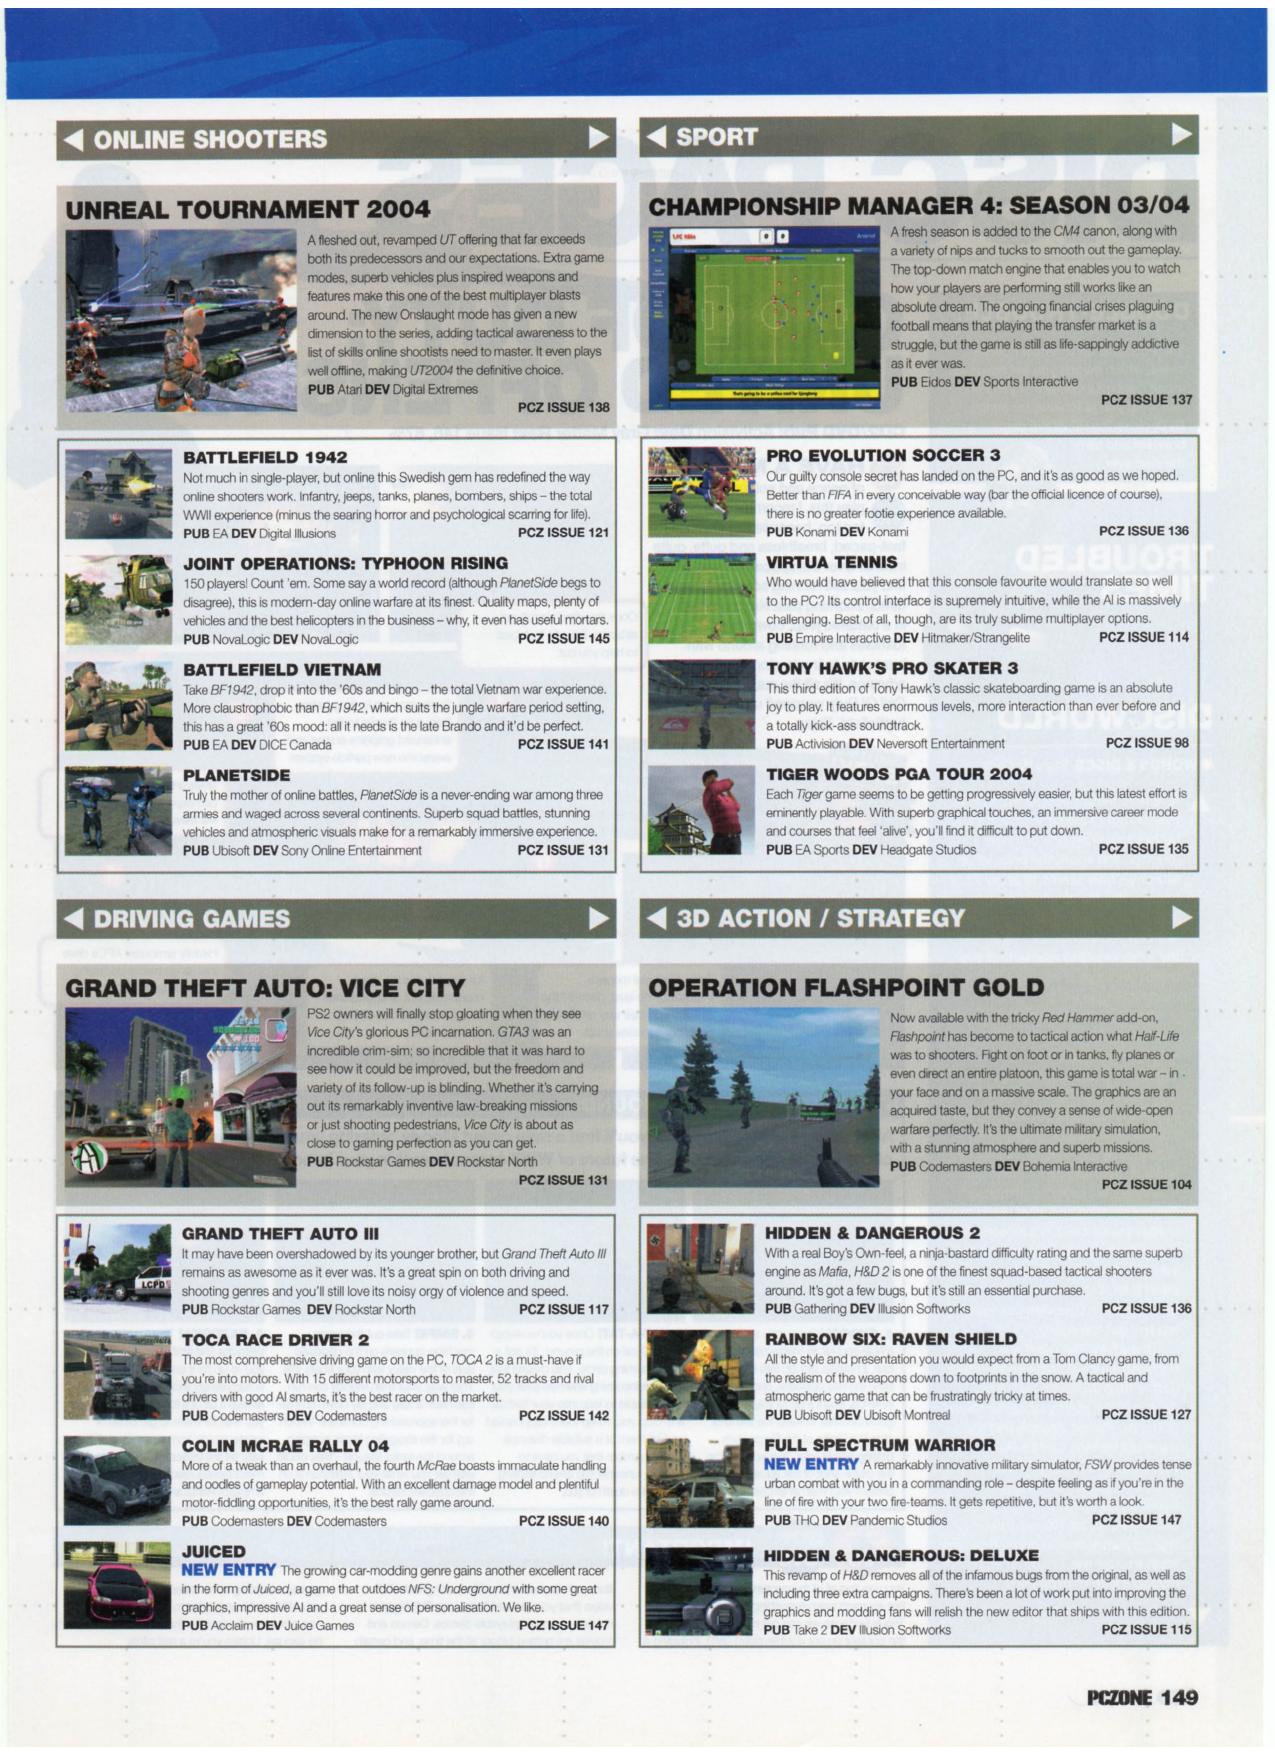 ONLINE SHOOTERS
UNREAL TOURNAMENT 2004
A fleshed out, revamped UT offering that far exceeds
both its predecessors and our expectations. Extra game
modes, superb vehicles plus inspired weapons and
features make this one of the best multiplayer blasts
around. The new Onslaught mode has given a new
dimension to the series, adding tactical awareness to the
list of skills online shootists need to master. It even plays
well offline, making UT2004 the definitive choice.
PUB Atari DEV Digital Extremes
PCZ ISSUE 138
BATTLEFIELD 1942
Not much in single-player, but online this Swedish gem has redefined the way
online shooters work. Infantry, jeeps, tanks, planes, bombers, ships – the total
WWII experience (minus the searing horror and psychological scarring for life).
PUB EA DEV Digital Illusions PCZ ISSUE 121
JOINT OPERATIONS: TYPHOON RISING
150 players! Count 'em. Some say a world record (although PlanetSide begs to
disagree), this is modern-day online warfare at its finest. Quality maps, plenty of
vehicles and the best helicopters in the business – why, it even has useful mortars.
PUB NovaLogic DEV NovaLogic PCZ ISSUE 145
BATTLEFIELD VIETNAM
Take BF1942, drop it into the '60s and bingo – the total Vietnam war experience.
More claustrophobic than BF1942, which suits the jungle warfare period setting,
this has a great '60s mood: all it needs is the late Brando and it'd be perfect.
PUB EA DEV DICE Canada PCZ ISSUE 141
PLANETSIDE
Truly the mother of online battles, PlanetSide is a never-ending war among three
armies and waged across several continents. Superb squad battles, stunning
vehicles and atmospheric visuals make for a remarkably immersive experience.
PUB Ubisoft DEV Sony Online Entertainment PCZ ISSUE 131
SPORT
CHAMPIONSHIP MANAGER 4: SEASON 03/04
A fresh season is added to the CM4 canon, along with
a variety of nips and tucks to smooth out the gameplay.
The top-down match engine that enables you to watch
how your players are performing still works like an
absolute dream. The ongoing financial crises plaguing
football means that playing the transfer market is a
struggle, but the game is still as life-sappingly addictive
as it ever was.
PUB Eidos DEV Sports Interactive
PCZ ISSUE 137
PRO EVOLUTION SOCCER 3
Our guilty console secret has landed on the PC, and it's as good as we hoped.
Better than FIFA in every conceivable way (bar the official licence of course),
there is no greater footie experience available.
PUB Konami DEV Konami PCZ ISSUE 136
VIRTUA TENNIS
Who would have believed that this console favourite would translate so well
to the PC? Its control interface is supremely intuitive, while the AI is massively
challenging. Best of all, though, are its truly sublime multiplayer options.
PUB Empire Interactive DEV Hitmaker/Strangelite PCZ ISSUE 114
TONY HAWK'S PRO SKATER 3
This third edition of Tony Hawk's classic skateboarding game is an absolute
joy to play. It features enormous levels, more interaction than ever before and
a totally kick-ass soundtrack.
PUB Activision DEV Neversoft Entertainment PCZ ISSUE 98
TIGER WOODS PGA TOUR 2004
Each Tiger game seems to be getting progressively easier, but this latest effort is
eminently playable. With superb graphical touches, an immersive career mode
and courses that feel 'alive', you'll find it difficult to put down.
PUB EA Sports DEV Headgate Studios PCZ ISSUE 135
DRIVING GAMES
GRAND THEFT AUTO: VICE CITY
PS2 owners will finally stop gloating when they see
Vice City's glorious PC incarnation. GTA3 was an
incredible crim-sim; so incredible that it was hard to
see how it could be improved, but the freedom and
variety of its follow-up is blinding. Whether it's carrying
out its remarkably inventive law-breaking missions
or just shooting pedestrians, Vice City is about as
close to gaming perfection as you can get.
PUB Rockstar Games DEV Rockstar North
PCZ ISSUE 131
GRAND THEFT AUTO III
It may have been overshadowed by its younger brother, but Grand Theft Auto III
remains as awesome as it ever was. It's a great spin on both driving and
shooting genres and you'll still love its noisy orgy of violence and speed.
PUB Rockstar Games DEV Rockstar North PCZ ISSUE 117
LCPD
TOCA RACE DRIVER 2
The most comprehensive driving game on the PC, TOCA 2 is a must-have if
you're into motors. With 15 different motorsports to master, 52 tracks and rival
drivers with good AI smarts, it's the best racer on the market.
PUB Codemasters DEV Codemasters PCZ ISSUE 142
COLIN MCRAE RALLY 04
More of a tweak than an overhaul, the fourth McRae boasts immaculate handling
and oodles of gameplay potential. With an excellent damage model and plentiful
motor-fiddling opportunities, it's the best rally game around.
PUB Codemasters DEV Codemasters PCZ ISSUE 140
JUICED
NEW ENTRY The growing car-modding genre gains another excellent racer
in the form of Juiced, a game that outdoes NFS: Underground with some great
graphics, impressive AI and a great sense of personalisation. We like.
PUB Acclaim DEV Juice Games PCZ ISSUE 147
3D ACTION / STRATEGY
OPERATION FLASHPOINT GOLD
Now available with the tricky Red Hammer add-on,
Flashpoint has become to tactical action what Half-Life
was to shooters. Fight on foot or in tanks, fly planes or
even direct an entire platoon, this game is total war – in
your face and on a massive scale. The graphics are an
acquired taste, but they convey a sense of wide-open
warfare perfectly. It's the ultimate military simulation,
with a stunning atmosphere and superb missions.
PUB Codemasters DEV Bohemia Interactive
PCZ ISSUE 104
HIDDEN & DANGEROUS 2
With a real Boy's Own-feel, a ninja-bastard difficulty rating and the same superb
engine as Mafia, H&D 2 is one of the finest squad-based tactical shooters
around. It's got a few bugs, but it's still an essential purchase.
PUB Gathering DEV Illusion Softworks PCZ ISSUE 136
RAINBOW SIX: RAVEN SHIELD
All the style and presentation you would expect from a Tom Clancy game, from
the realism of the weapons down to footprints in the snow. A tactical and
atmospheric game that can be frustratingly tricky at times.
PUB Ubisoft DEV Ubisoft Montreal PCZ ISSUE 127
FULL SPECTRUM WARRIOR
NEW ENTRY A remarkably innovative military simulator, FSW provides tense
urban combat with you in a commanding role – despite feeling as if you're in the
line of fire with your two fire-teams. It gets repetitive, but it's worth a look.
PUB THQ DEV Pandemic Studios PCZ ISSUE 147
HIDDEN & DANGEROUS: DELUXE
This revamp of H&D removes all of the infamous bugs from the original, as well as
including three extra campaigns. There's been a lot of work put into improving the
graphics and modding fans will relish the new editor that ships with this edition.
PUB Take 2 DEV Illusion Softworks PCZ ISSUE 115
PCZONE 149